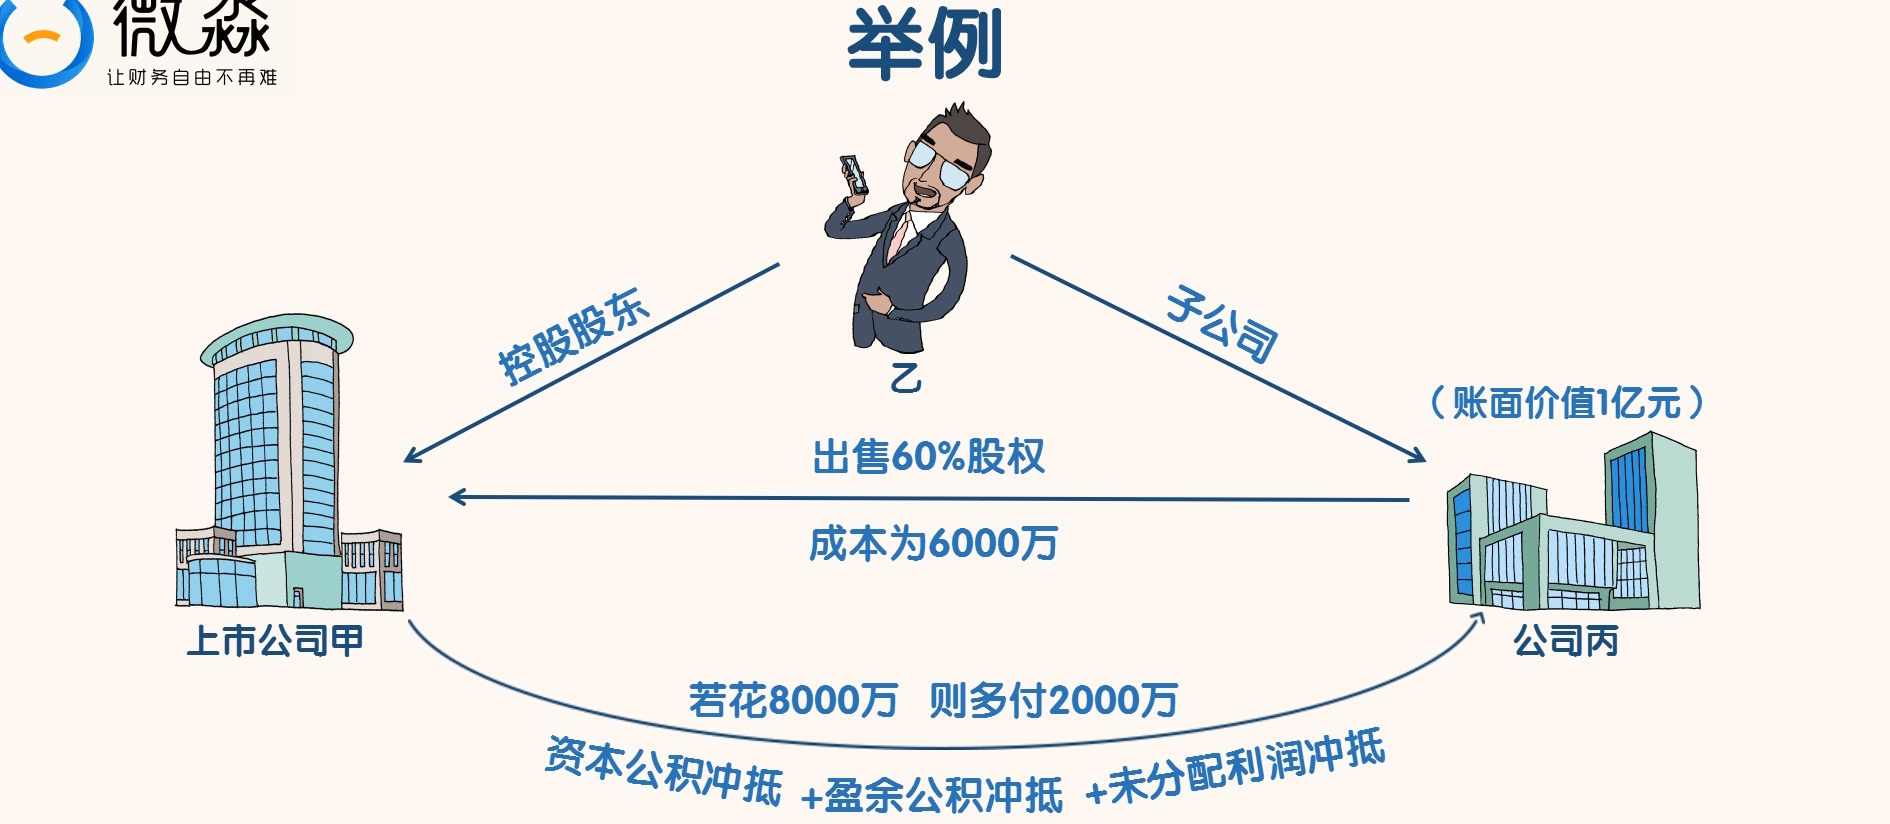 微淼
让财务自由不再难
举例
乙
控股股东
子公司
（账面价值1亿元）
出售60%股权
成本为6000万
上市公司甲
公司丙
若花8000万 则多付2000万
资本公积冲抵 +盈余公积冲抵 +未分配利润冲抵